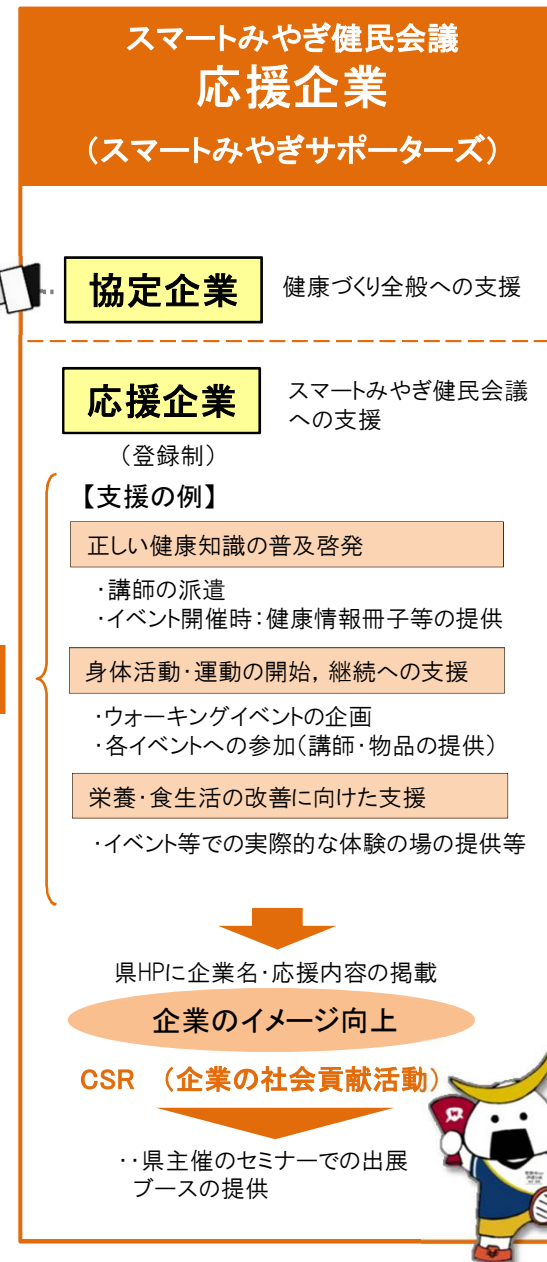 スマートみやぎ健民会議
応援企業
（スマートみやぎサポーターズ）
協定企業
健康づくり全般への支援
応援企業
スマートみやぎ健民会議
への支援
（登録制）
【支援の例】
正しい健康知識の普及啓発
・講師の派遣
・イベント開催時：健康情報冊子等の提供
身体活動・運動の開始，継続への支援
・ウォーキングイベントの企画
・各イベントへの参加（講師・物品の提供）
栄養・食生活の改善に向けた支援
・イベント等での実際的な体験の場の提供等
県HPに企業名・応援内容の掲載
企業のイメージ向上
CSR （企業の社会貢献活動）
・・県主催のセミナーでの出展
ブースの提供